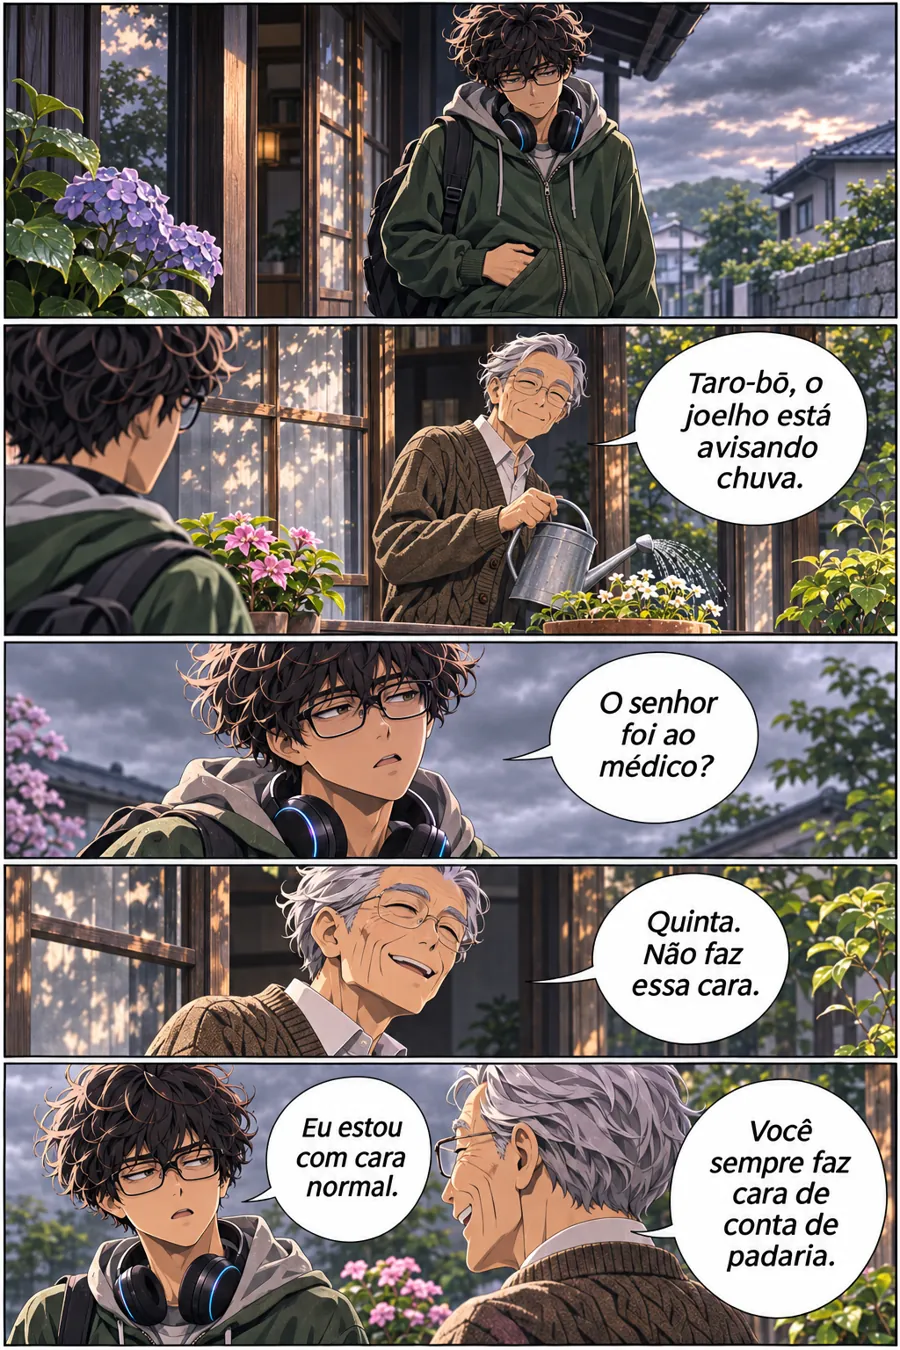 Taro-bō, o
joelho está
avisando
chuva.
O senhor
foi ao
médico?
Quinta.
Não faz
essa cara.
Eu estou
com cara
normal.
Você
sempre faz
cara de
conta de
padaria.